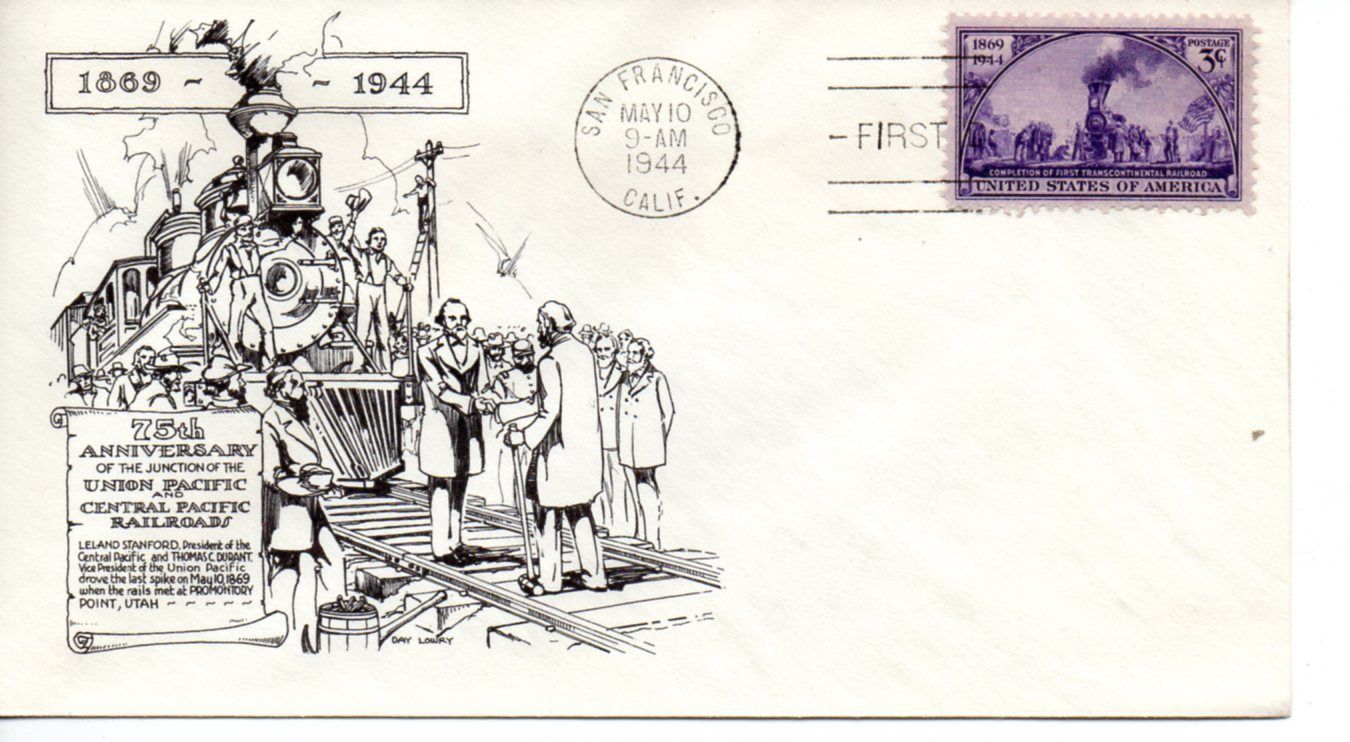 1869 ~ ~ 1944
75th
ANNIVERSARY
OF THE JUNCTION OF THE
UNION PACIFIC
AND
CENTRAL PACIFIC
RAILROADS
LELAND STANFORD, President of the
Central Pacific and THOMAS C. DURANT,
Vice President of the Union Pacific
drove the last spike on May 10, 1869
when the rails met at PROMONTORY
POINT, UTAH ~ ~ ~ ~ ~
DAY LOWRY
SAN FRANCISCO
MAY 10
9-AM
1944
CALIF.
- FIRST
1869
1944
POSTAGE
3¢
COMPLETION OF FIRST TRANSCONTINENTAL RAILROAD
UNITED STATES OF AMERICA